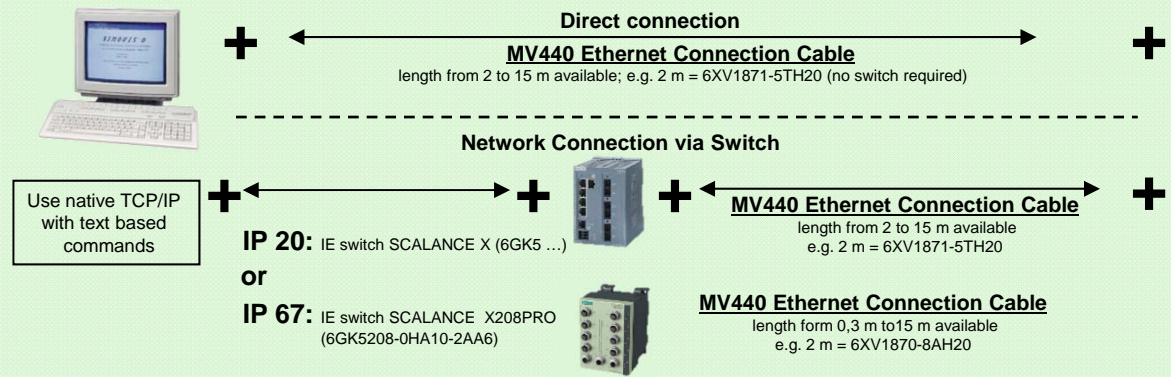 SIMOVIS
+
Direct connection
+
MV440 Ethernet Connection Cable
length from 2 to 15 m available; e.g. 2 m = 6XV1871-5TH20 (no switch required)
Network Connection via Switch
Use native TCP/IP
with text based
commands
+
+
+
+
MV440 Ethernet Connection Cable
length from 2 to 15 m available
e.g. 2 m = 6XV1871-5TH20
IP 20: IE switch SCALANCE X (6GK5 …)
or
IP 67: IE switch SCALANCE X208PRO
(6GK5208-0HA10-2AA6)
MV440 Ethernet Connection Cable
length form 0,3 m to15 m available
e.g. 2 m = 6XV1870-8AH20